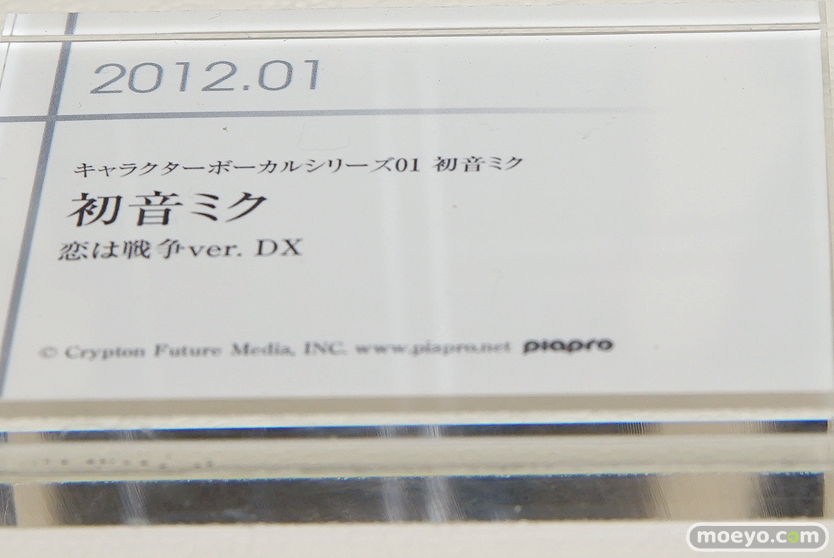 2012.01
キャラクターボーカルシリーズ01 初音ミク
初音ミク
恋は戦争ver. DX
© Crypton Future Media, INC. www.piapro.net piapro
moeyo.com